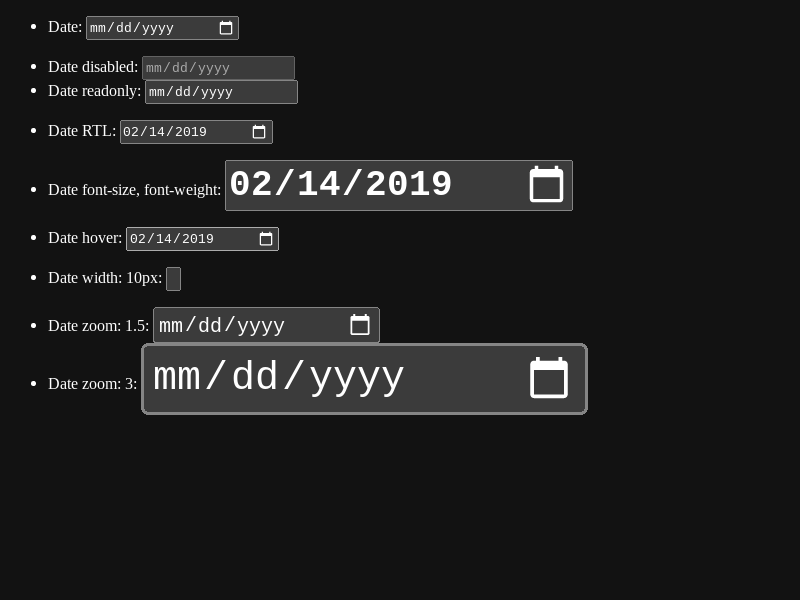 Date: mm/dd/yyyy
Date disabled: mm/dd/yyyy
Date readonly: mm/dd/yyyy
Date RTL: 02/14/2019
Date font-size, font-weight: 02/14/2019
Date hover: 02/14/2019
Date width: 10px:
Date zoom: 1.5: mm/dd/yyyy
Date zoom: 3: mm/dd/yyyy